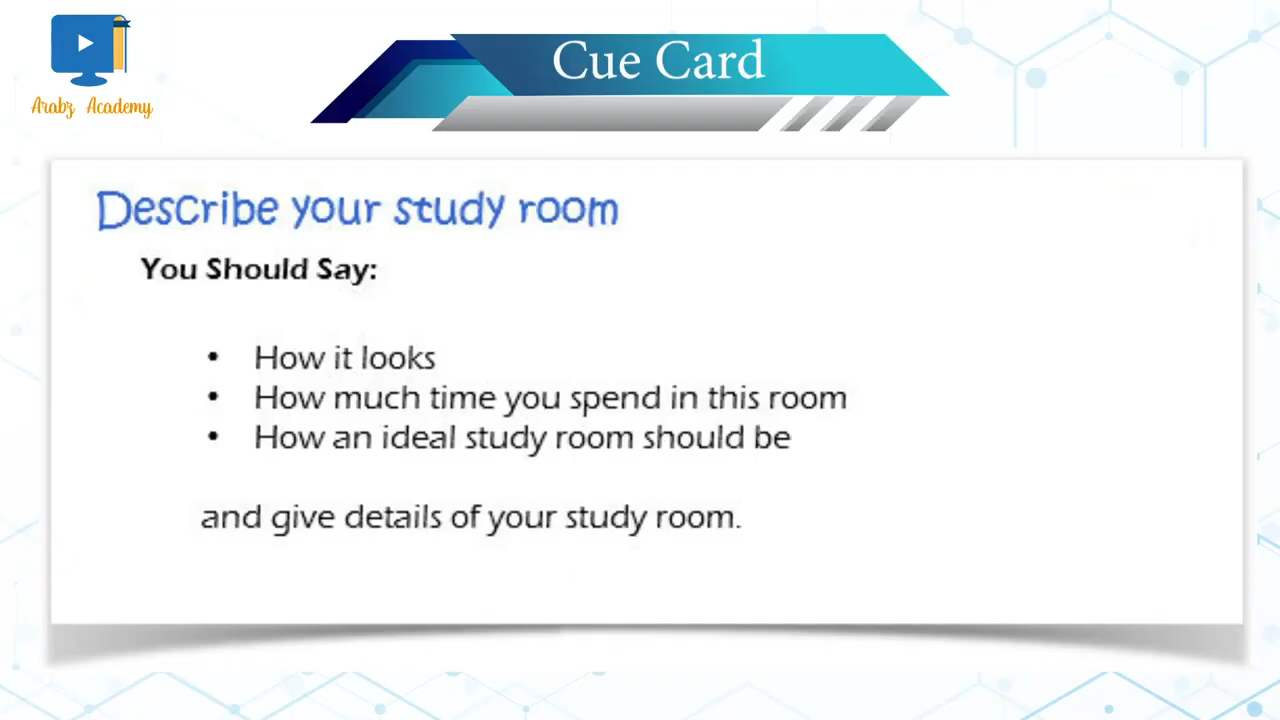 Arabz Academy
Cue Card
Describe your study room
You Should Say:
• How it looks
• How much time you spend in this room
• How an ideal study room should be
and give details of your study room.